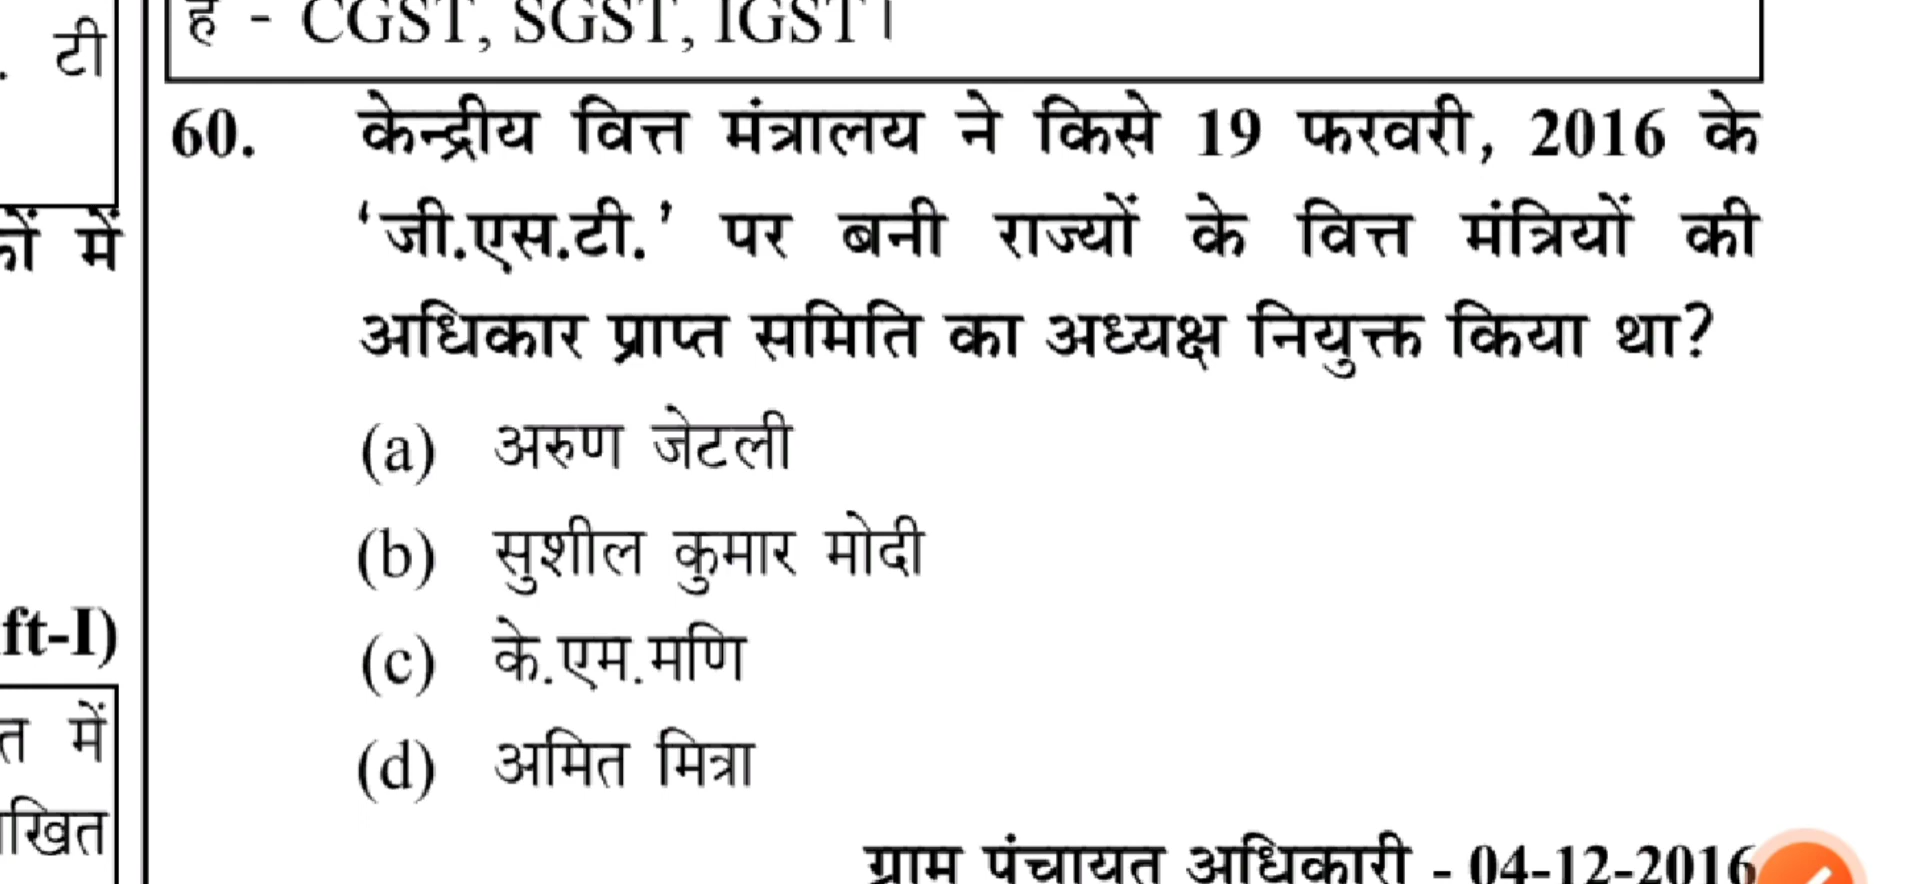 टी
है - CGST, SGST, IGST।
60. केन्द्रीय वित्त मंत्रालय ने किसे 19 फरवरी, 2016 के
‘जी.एस.टी.’ पर बनी राज्यों के वित्त मंत्रियों की
में
अधिकार प्राप्त समिति का अध्यक्ष नियुक्त किया था?
(a) अरुण जेटली
(b) सुशील कुमार मोदी
ft-I)
(c) के.एम.मणि
में
(d) अमित मित्रा
ग्राम पंचायत अधिकारी - 04-12-2016